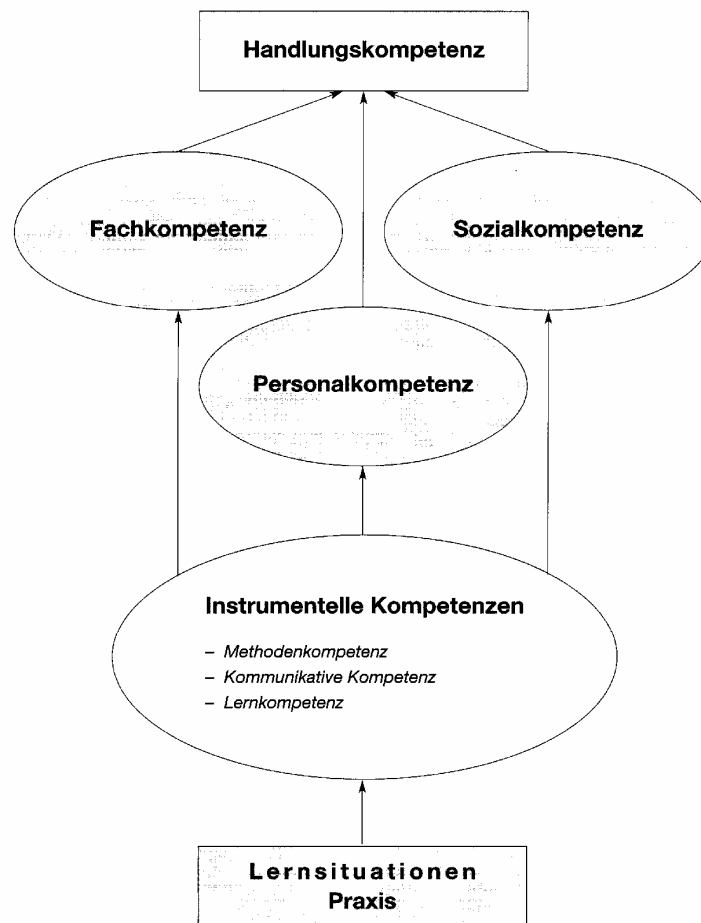 Handlungskompetenz
Fachkompetenz
Sozialkompetenz
Personalkompetenz
Instrumentelle Kompetenzen
– Methodenkompetenz
– Kommunikative Kompetenz
– Lernkompetenz
Lernsituationen
Praxis